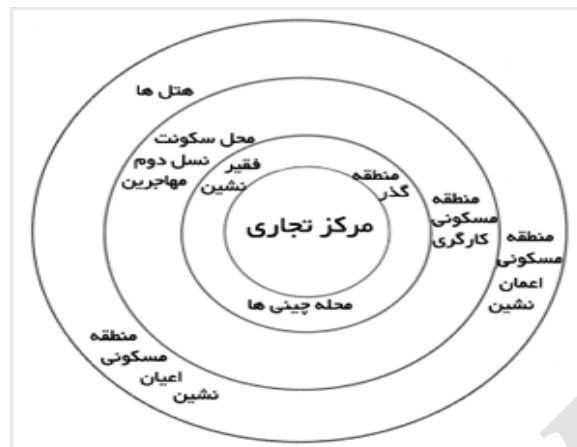 هتل ها
محل سکونت
نسل دوم
مهاجرین
فقیر
نشین
منطقه
گذر
منطقه
مسکونی
کارگری
منطقه
مسکونی
اعمان
نشین
مرکز تجاری
محله چینی ها
منطقه
مسکونی
اعیان
نشین